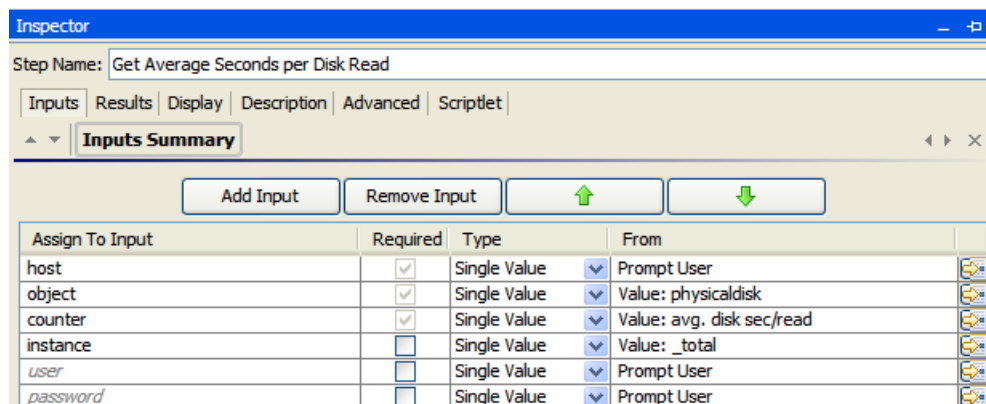 Inspector
Step Name: Get Average Seconds per Disk Read
Inputs Results Display Description Advanced Scriptlet
Inputs Summary
Add Input Remove Input
Assign To Input Required Type From
host Single Value Prompt User
object Single Value Value: physicaldisk
counter Single Value Value: avg. disk sec/read
instance Single Value Value: _total
user Single Value Prompt User
password Single Value Prompt User